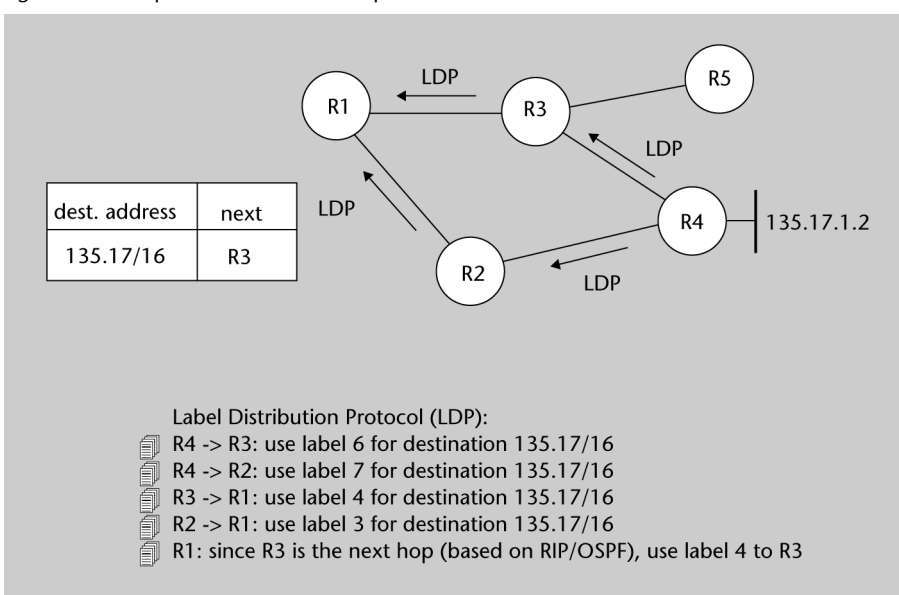 LDP
R1
R3
R5
LDP
dest. address next
135.17/16 R3
LDP
R4
135.17.1.2
R2
LDP
Label Distribution Protocol (LDP):
R4 -> R3: use label 6 for destination 135.17/16
R4 -> R2: use label 7 for destination 135.17/16
R3 -> R1: use label 4 for destination 135.17/16
R2 -> R1: use label 3 for destination 135.17/16
R1: since R3 is the next hop (based on RIP/OSPF), use label 4 to R3